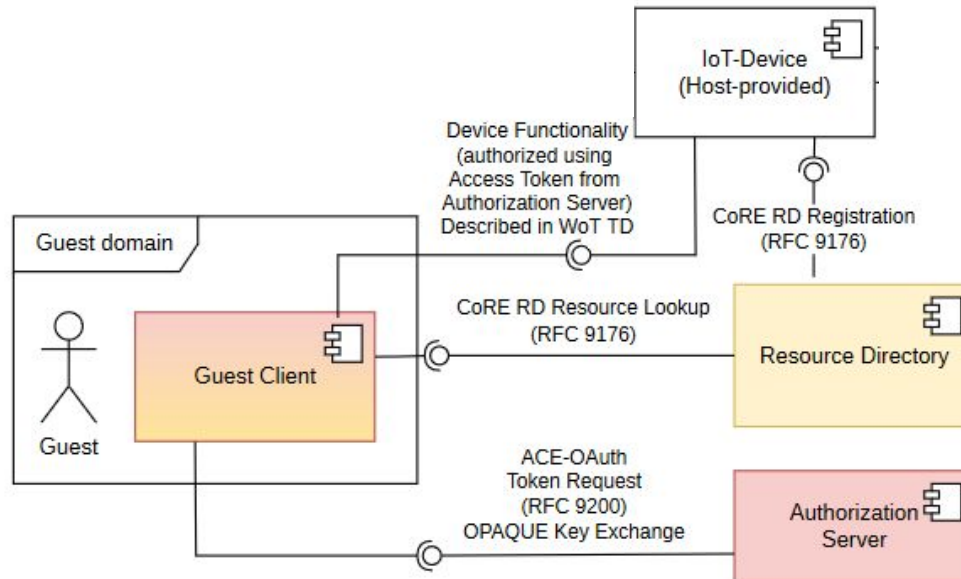 IoT-Device
(Host-provided)
Device Functionality
(authorized using
Access Token from
Authorization Server)
Described in WoT TD
CoRE RD Registration
(RFC 9176)
Guest domain
CoRE RD Resource Lookup
(RFC 9176)
Guest Client
Resource Directory
Guest
ACE-OAuth
Token Request
(RFC 9200)
OPAQUE Key Exchange
Authorization
Server